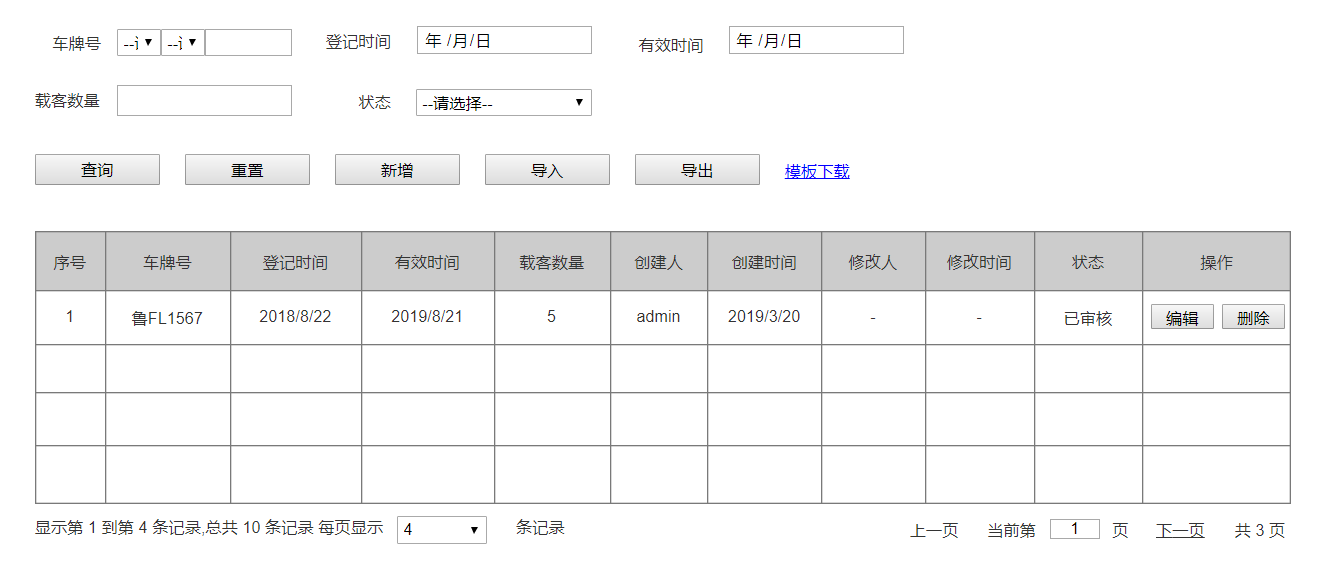 车牌号 --i --i 登记时间 年 /月/日 有效时间 年 /月/日
载客数量 状态 --请选择--
查询 重置 新增 导入 导出 模板下载
序号 车牌号 登记时间 有效时间 载客数量 创建人 创建时间 修改人 修改时间 状态 操作
1 鲁FL1567 2018/8/22 2019/8/21 5 admin 2019/3/20 - - 已审核 编辑 删除
显示第 1 到第 4 条记录,总共 10 条记录 每页显示 4 条记录 上一页 当前第 1 页 下一页 共 3 页